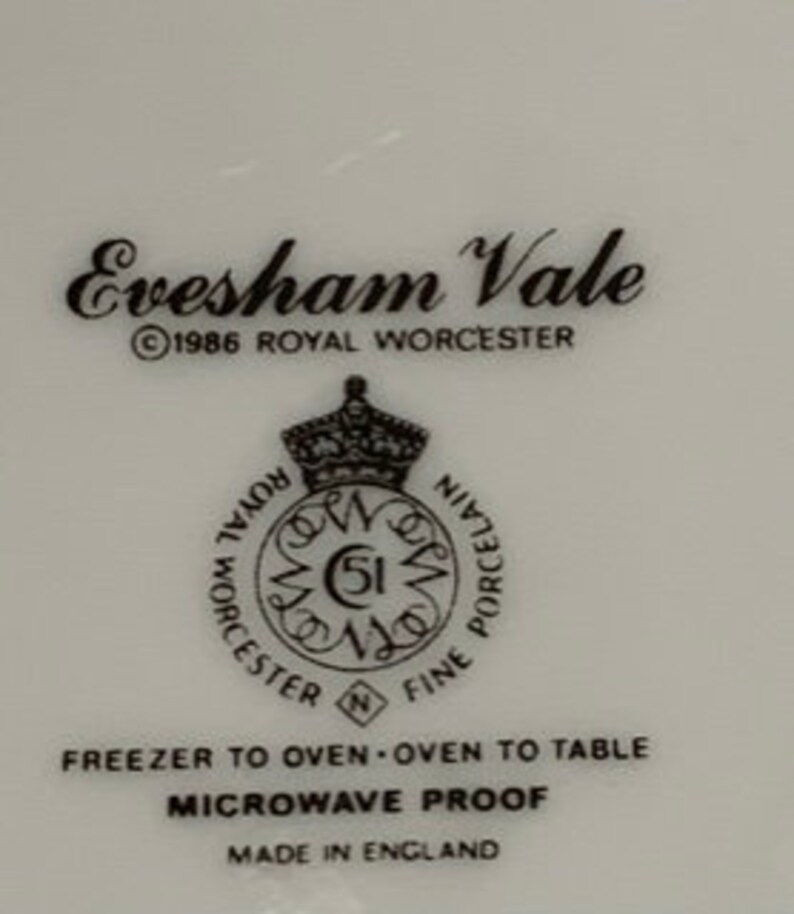 Evesham Vale
©1986 ROYAL WORCESTER
ROYAL WORCESTER FINE PORCELAIN
51
N
FREEZER TO OVEN · OVEN TO TABLE
MICROWAVE PROOF
MADE IN ENGLAND